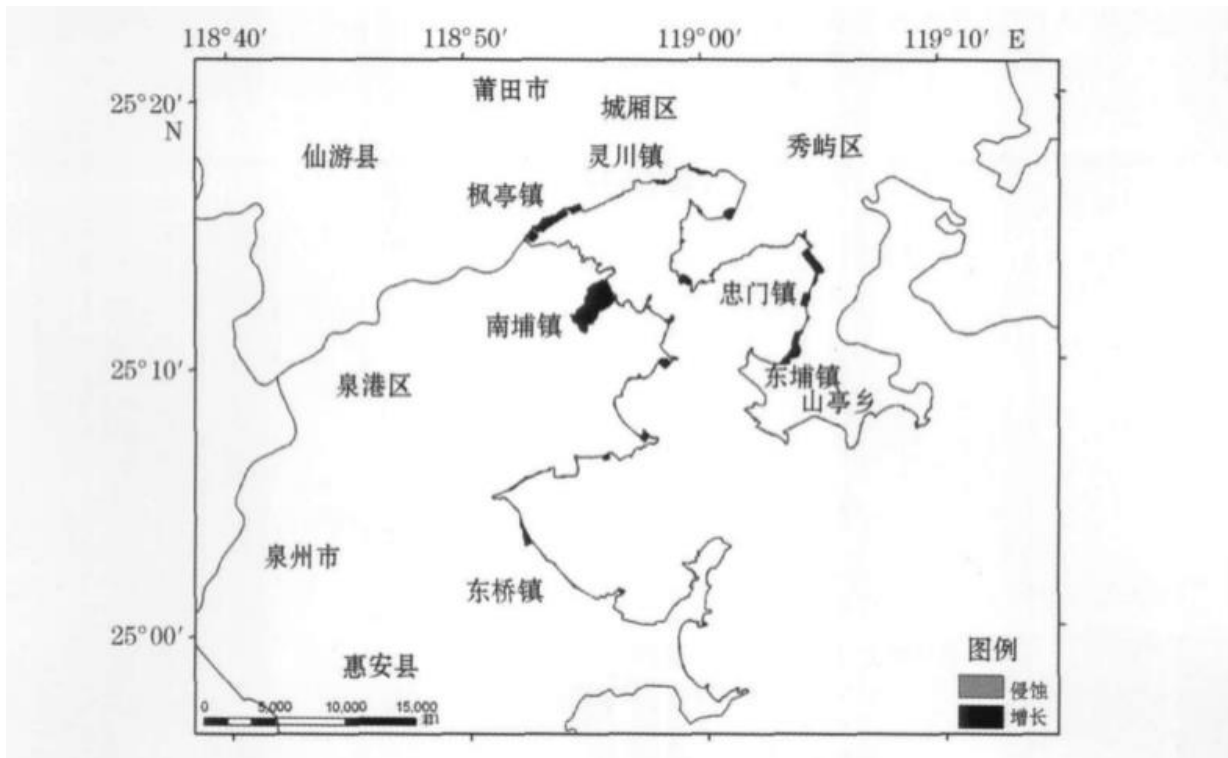 118°40′ 118°50′ 119°00′ 119°10′ E
25°20′
N
莆田市
城厢区
仙游县
灵川镇
秀屿区
枫亭镇
忠门镇
南埔镇
25°10′
泉港区
东埔镇
山亭乡
泉州市
东桥镇
25°00′
惠安县
图例
侵蚀
增长
0 5,000 10,000 15,000